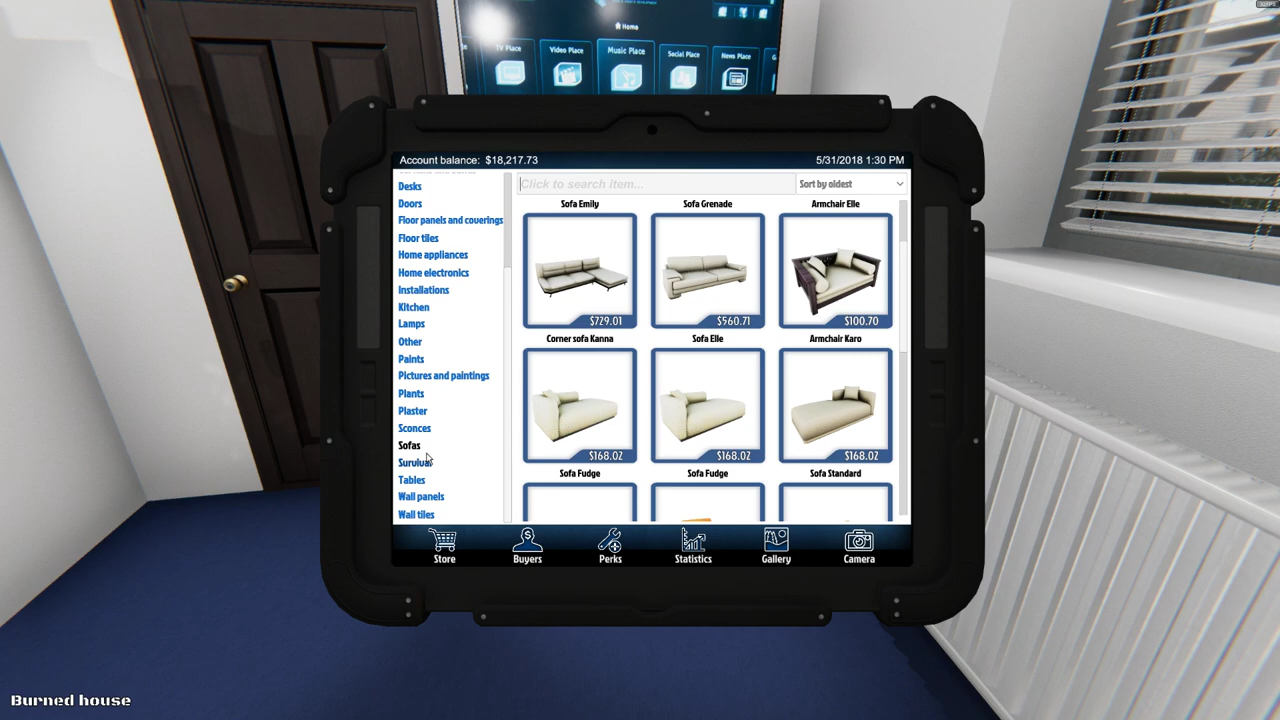 Home
TV Place
Video Place
Music Place
Social Place
News Place
Account balance: $18,217.73
5/31/2018 1:30 PM
Click to search item...
Sort by oldest
Desks
Doors
Floor panels and coverings
Floor tiles
Home appliances
Home electronics
Installations
Kitchen
Lamps
Other
Paints
Pictures and paintings
Plants
Plaster
Sconces
Sofas
Survival
Tables
Wall panels
Wall tiles
Sofa Emily
Sofa Grenade
Armchair Elle
$729.01
$560.71
$100.70
Corner sofa Kanna
Sofa Elle
Armchair Karo
$168.02
$168.02
$168.02
Sofa Fudge
Sofa Fudge
Sofa Standard
Store
Buyers
Perks
Statistics
Gallery
Camera
Burned house